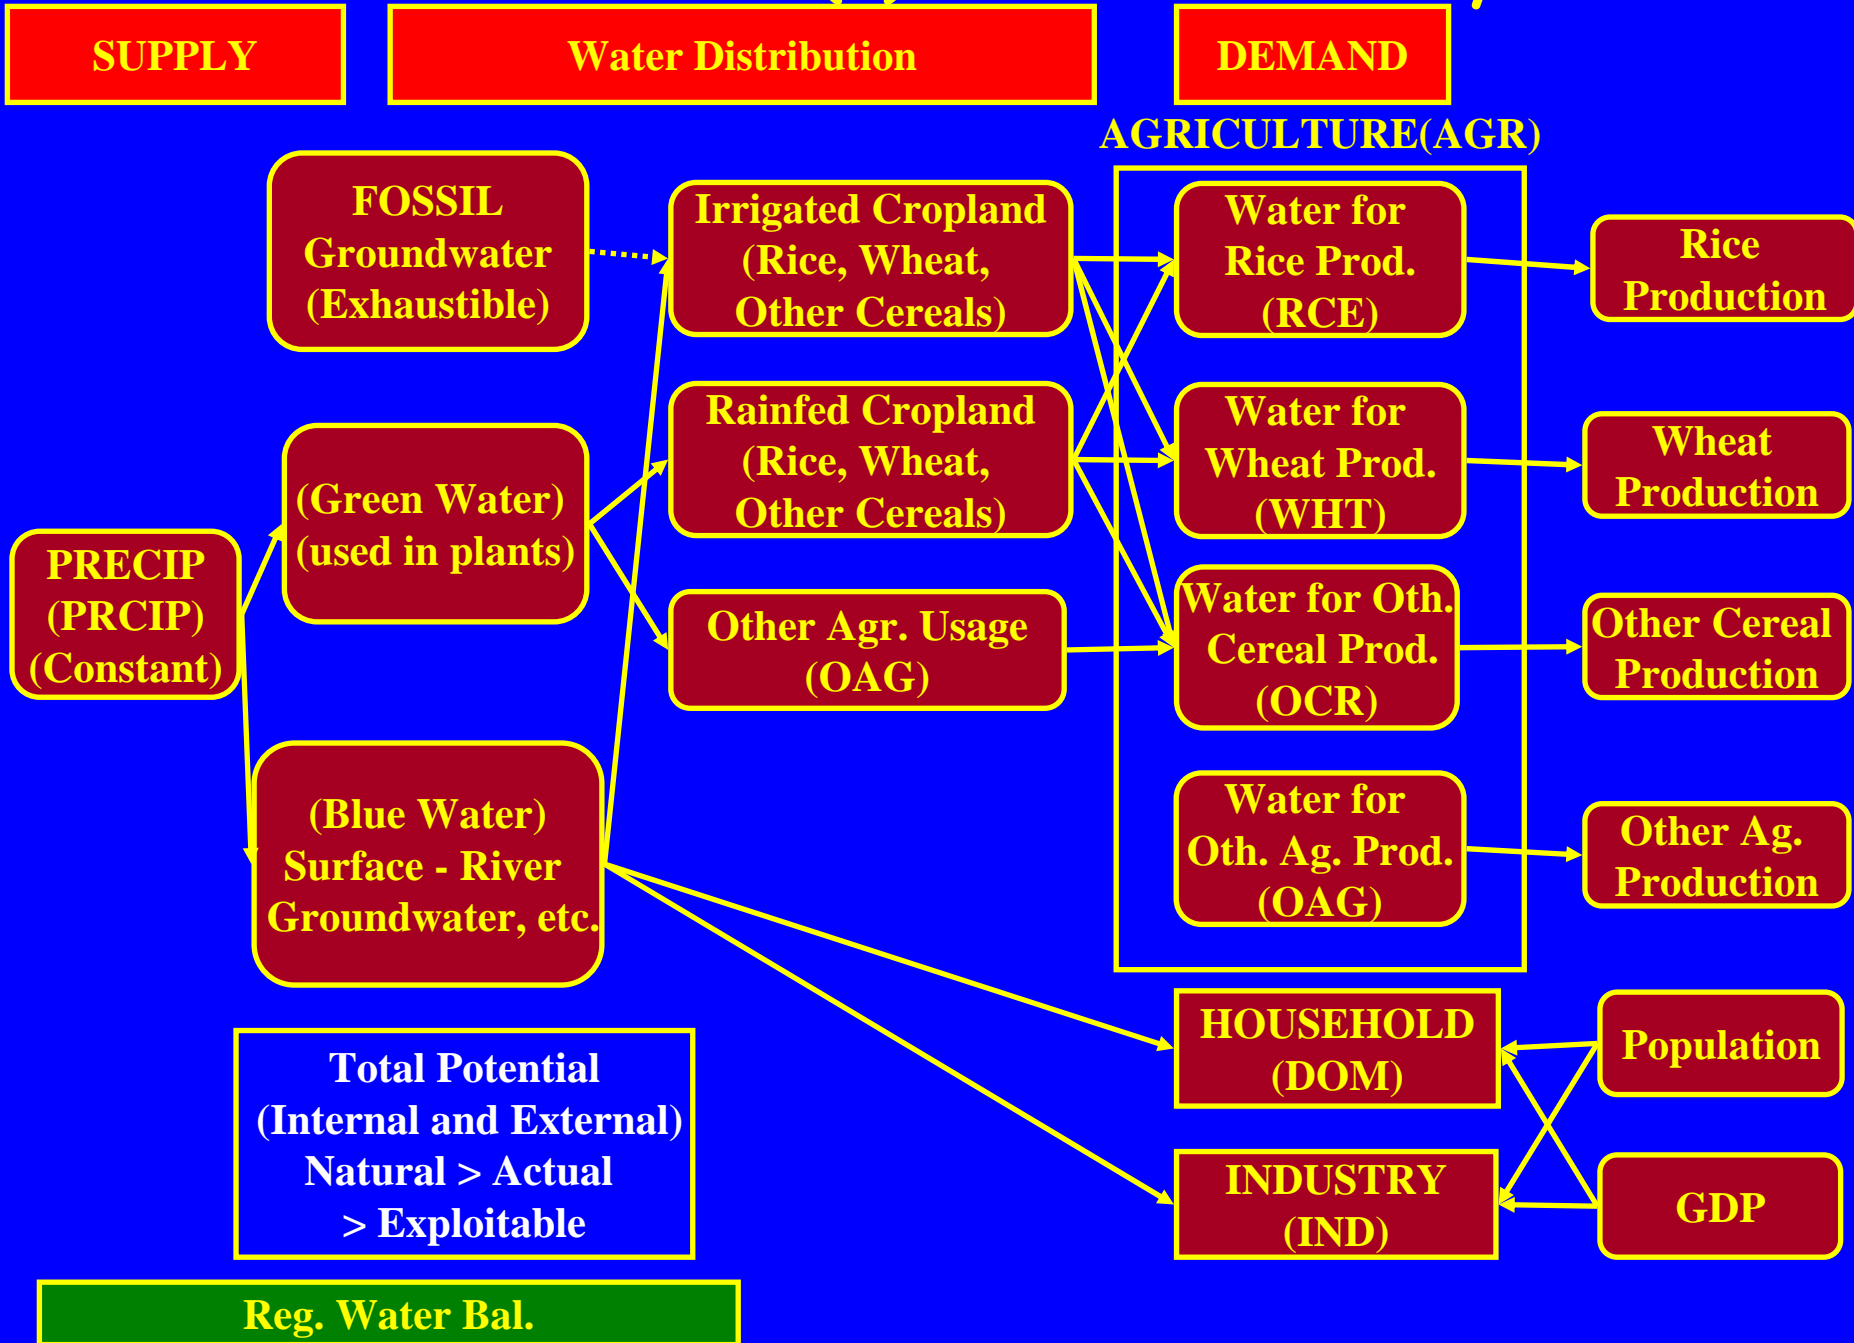 SUPPLY
Water Distribution
DEMAND
AGRICULTURE(AGR)
FOSSIL
Groundwater
(Exhaustible)
Irrigated Cropland
(Rice, Wheat,
Other Cereals)
Water for
Rice Prod.
(RCE)
Rice
Production
(Green Water)
(used in plants)
Rainfed Cropland
(Rice, Wheat,
Other Cereals)
Water for
Wheat Prod.
(WHT)
Wheat
Production
PRECIP
(PRCIP)
(Constant)
Other Agr. Usage
(OAG)
Water for Oth.
Cereal Prod.
(OCR)
Other Cereal
Production
(Blue Water)
Surface - River
Groundwater, etc.
Water for
Oth. Ag. Prod.
(OAG)
Other Ag.
Production
HOUSEHOLD
(DOM)
Population
Total Potential
(Internal and External)
Natural > Actual
> Exploitable
INDUSTRY
(IND)
GDP
Reg. Water Bal.